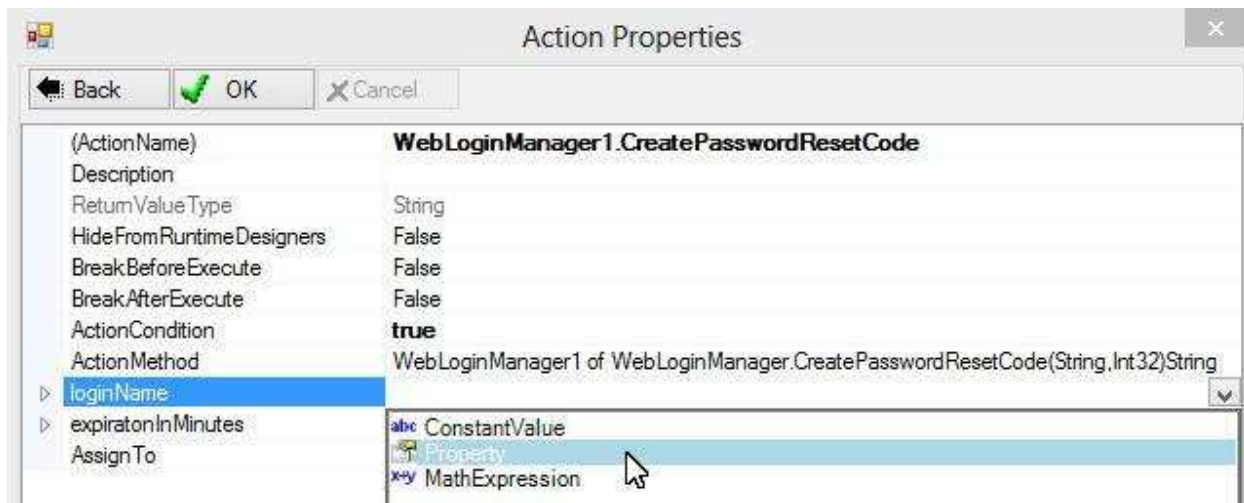 Action Properties
Back OK Cancel
(ActionName) WebLoginManager1.CreatePasswordResetCode
Description
ReturnValueType String
HideFromRuntimeDesigners False
BreakBeforeExecute False
BreakAfterExecute False
ActionCondition true
ActionMethod WebLoginManager1 of WebLoginManager.CreatePasswordResetCode(String,Int32)String
loginName
expiratonInMinutes abc ConstantValue
Property
AssignTo
x+y MathExpression